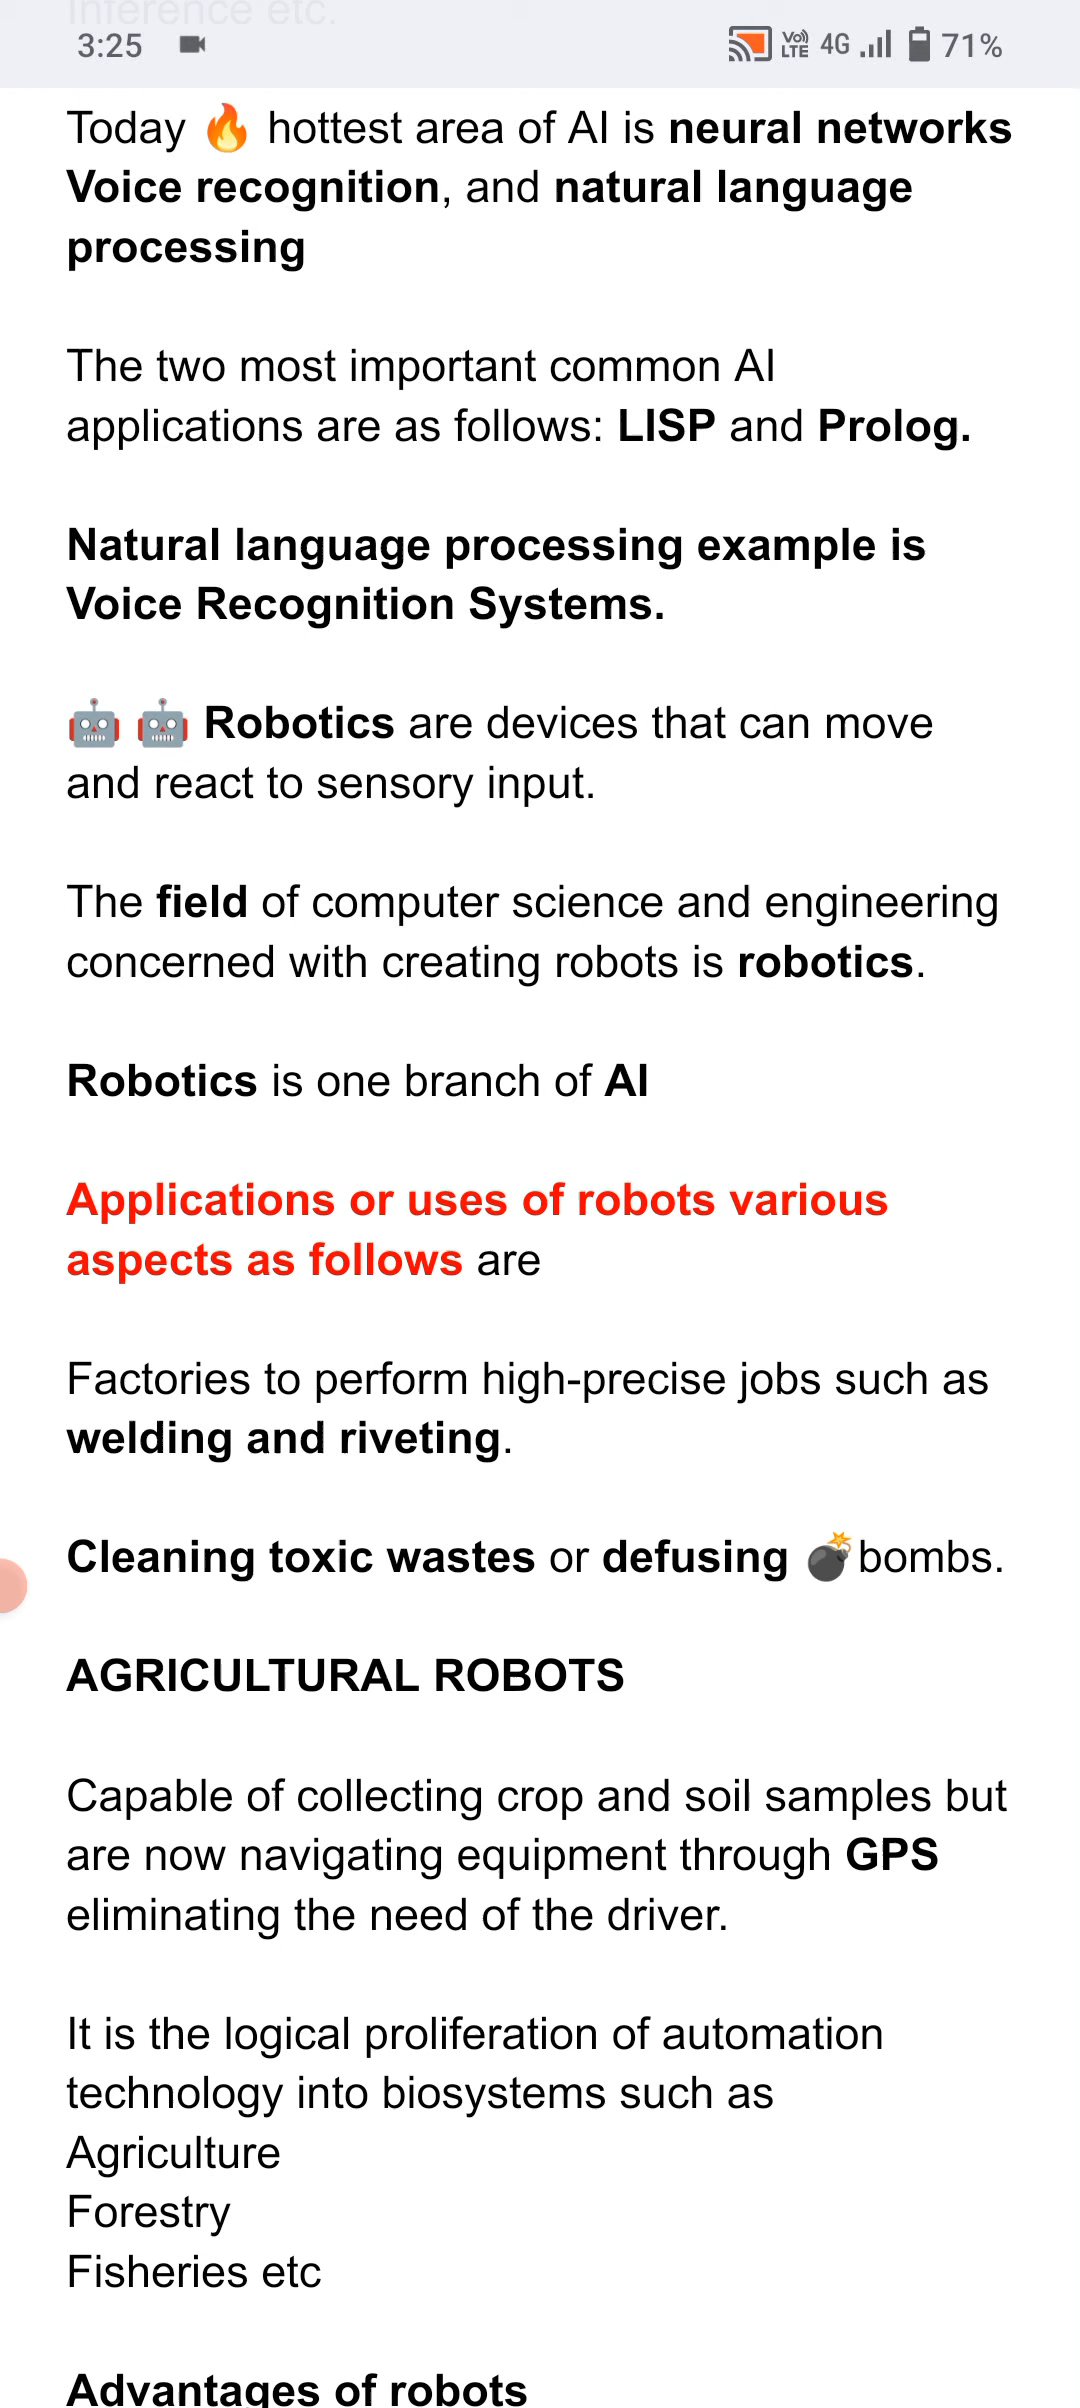 Inference etc.
3:25 Vo) LTE 4G 71%
Today 🔥 hottest area of AI is neural networks
Voice recognition, and natural language
processing
The two most important common AI
applications are as follows: LISP and Prolog.
Natural language processing example is
Voice Recognition Systems.
🤖 🤖 Robotics are devices that can move
and react to sensory input.
The field of computer science and engineering
concerned with creating robots is robotics.
Robotics is one branch of AI
Applications or uses of robots various
aspects as follows are
Factories to perform high-precise jobs such as
welding and riveting.
Cleaning toxic wastes or defusing 💣bombs.
AGRICULTURAL ROBOTS
Capable of collecting crop and soil samples but
are now navigating equipment through GPS
eliminating the need of the driver.
It is the logical proliferation of automation
technology into biosystems such as
Agriculture
Forestry
Fisheries etc
Advantages of robots